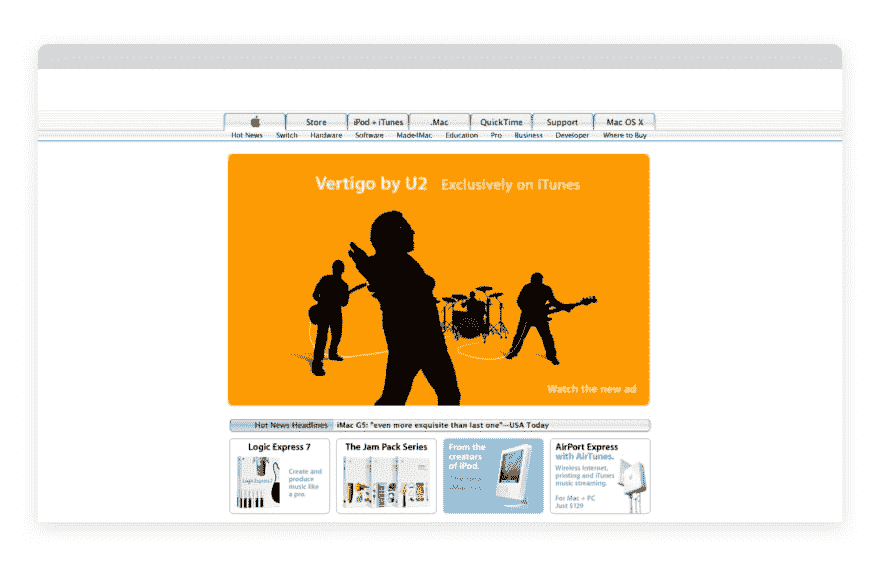 Store iPod + iTunes .Mac QuickTime Support Mac OS X
Hot News Switch Hardware Software Made4Mac Education Pro Business Developer Where to Buy
Vertigo by U2 Exclusively on iTunes
Watch the new ad
Hot News Headlines iMac G5: "even more exquisite than last one"--USA Today
Logic Express 7
Create and
produce
music like
a pro.
The Jam Pack Series
From the
creators
of iPod.
AirPort Express
with AirTunes.
Wireless Internet,
printing and iTunes
music streaming.
For Mac + PC
Just $129